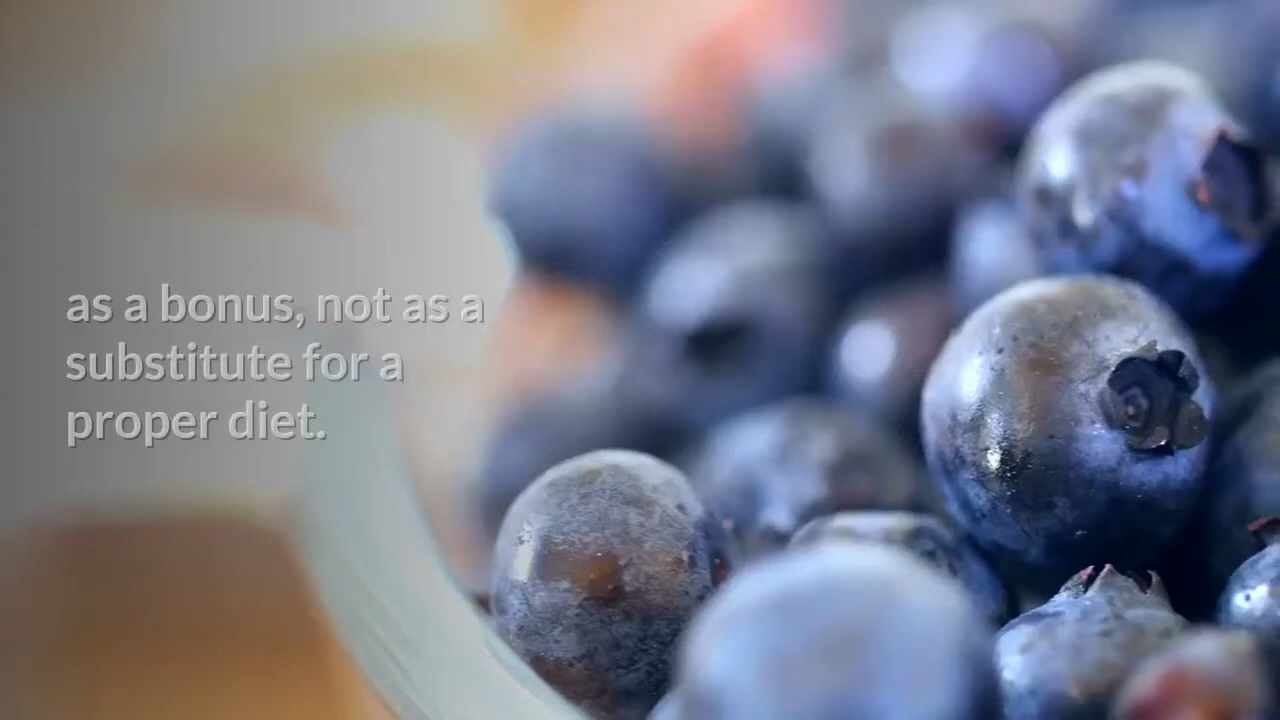 as a bonus, not as a
substitute for a
proper diet.